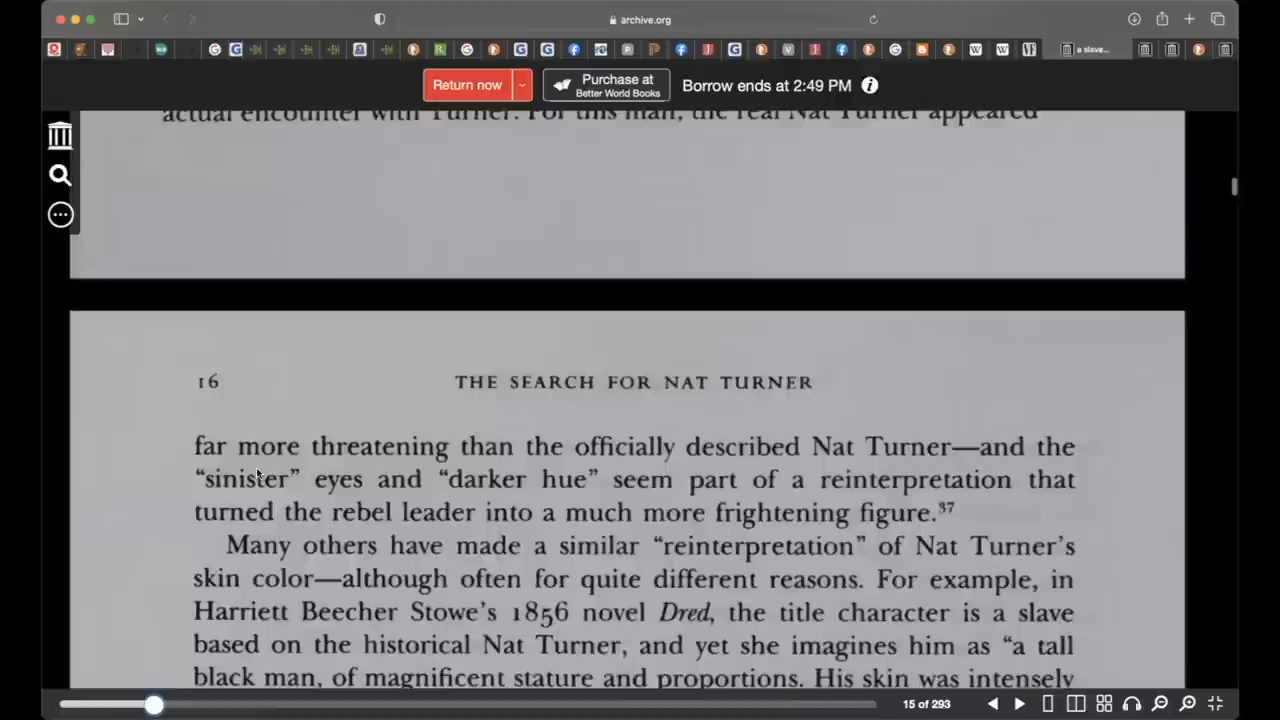 archive.org
a slave...
Return now
Purchase at
Better World Books
Borrow ends at 2:49 PM
actual encounter with Turner. For this man, the real Nat Turner appeared
16
THE SEARCH FOR NAT TURNER
far more threatening than the officially described Nat Turner—and the
“sinister” eyes and “darker hue” seem part of a reinterpretation that
turned the rebel leader into a much more frightening figure.³⁷
Many others have made a similar “reinterpretation” of Nat Turner’s
skin color—although often for quite different reasons. For example, in
Harriett Beecher Stowe’s 1856 novel Dred, the title character is a slave
based on the historical Nat Turner, and yet she imagines him as “a tall
black man, of magnificent stature and proportions. His skin was intensely
15 of 293